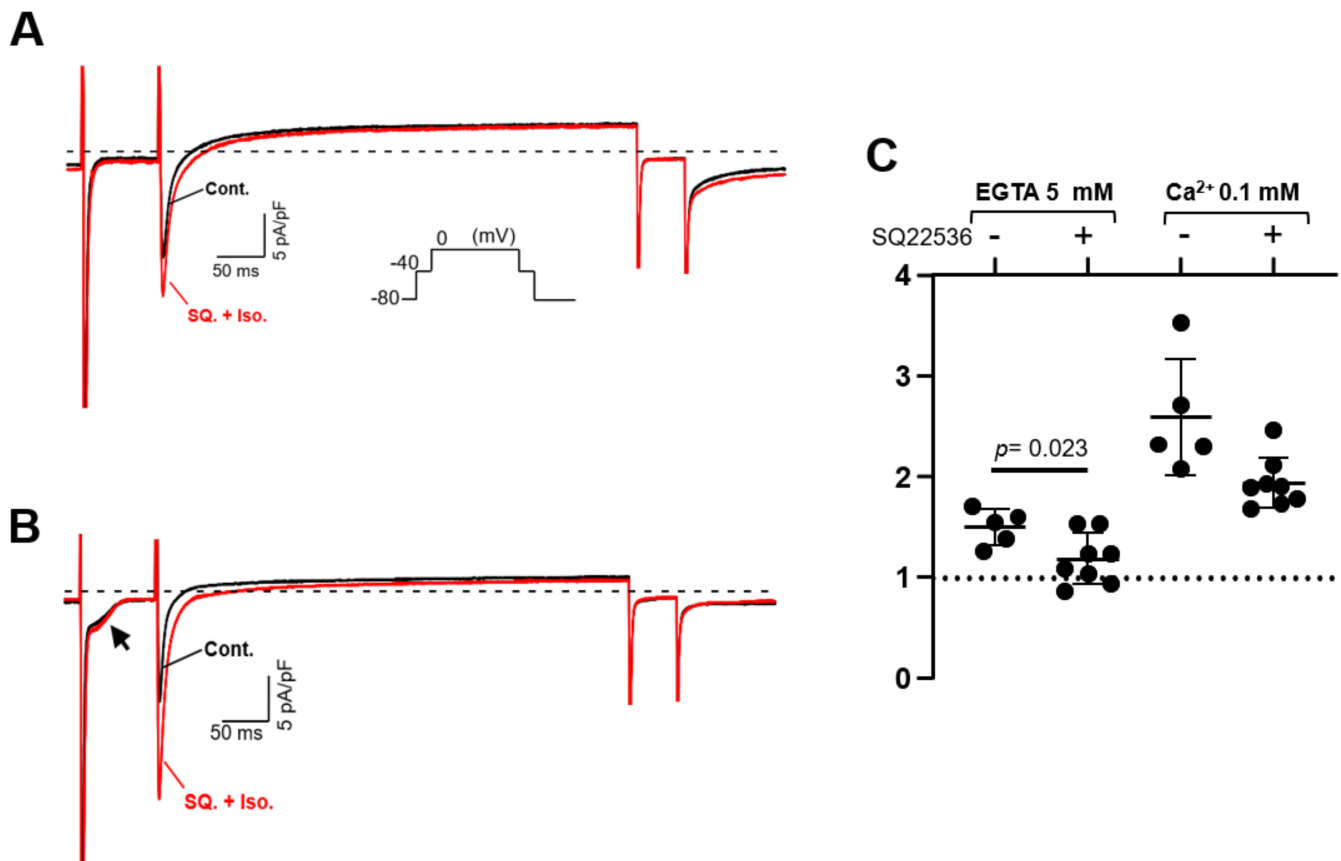 A
Cont.
5 pA/pF
50 ms
SQ. + Iso.
0 (mV)
-40
-80
B
Cont.
5 pA/pF
50 ms
SQ. + Iso.
C
EGTA 5 mM Ca²⁺ 0.1 mM
SQ22536 - + - +
4
3
p= 0.023
2
1
0